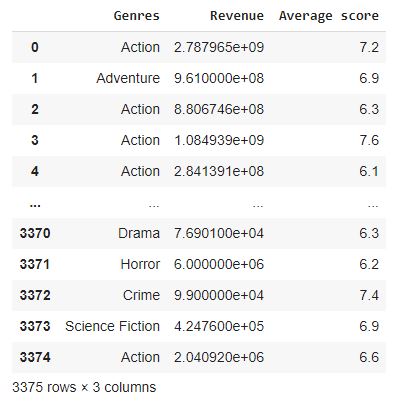 Genres Revenue Average score
0 Action 2.787965e+09 7.2
1 Adventure 9.610000e+08 6.9
2 Action 8.806746e+08 6.3
3 Action 1.084939e+09 7.6
4 Action 2.841391e+08 6.1
... ... ... ...
3370 Drama 7.690100e+04 6.3
3371 Horror 6.000000e+06 6.2
3372 Crime 9.900000e+04 7.4
3373 Science Fiction 4.247600e+05 6.9
3374 Action 2.040920e+06 6.6
3375 rows × 3 columns